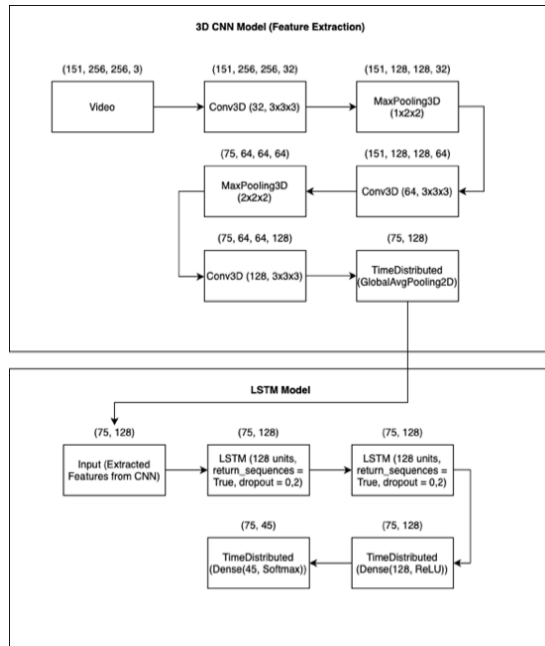 3D CNN Model (Feature Extraction)
(151, 256, 256, 3)
Video
(151, 256, 256, 32)
Conv3D (32, 3x3x3)
(151, 128, 128, 32)
MaxPooling3D
(1x2x2)
(151, 128, 128, 64)
Conv3D (64, 3x3x3)
(75, 64, 64, 64)
MaxPooling3D
(2x2x2)
(75, 64, 64, 128)
Conv3D (128, 3x3x3)
(75, 128)
TimeDistributed
(GlobalAvgPooling2D)
LSTM Model
(75, 128)
Input (Extracted
Features from CNN)
(75, 128)
LSTM (128 units,
return_sequences =
True, dropout = 0,2)
(75, 128)
LSTM (128 units,
return_sequences =
True, dropout = 0,2)
(75, 128)
TimeDistributed
(Dense(128, ReLU))
(75, 45)
TimeDistributed
(Dense(45, Softmax))